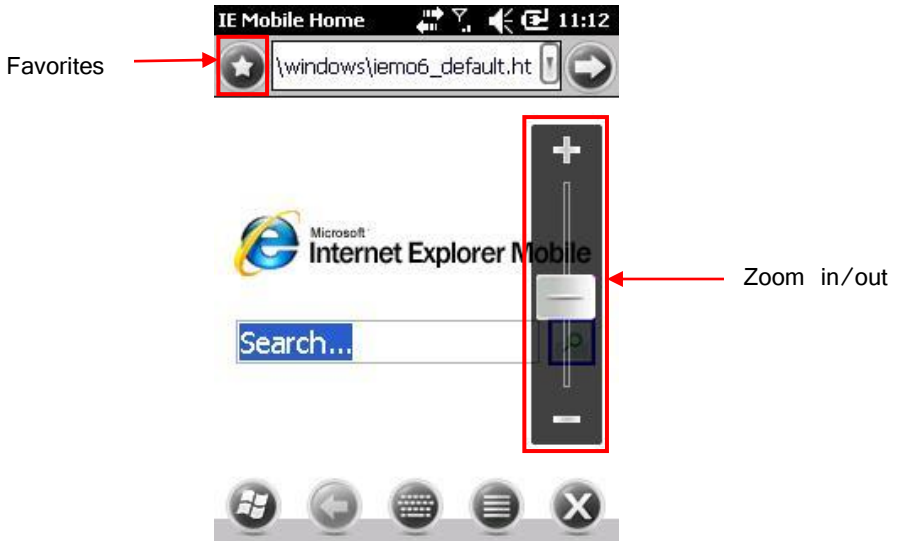 IE Mobile Home 11:12
Favorites
\windows\iemo6_default.ht
Microsoft
Internet Explorer Mobile
Zoom in/out
Search...